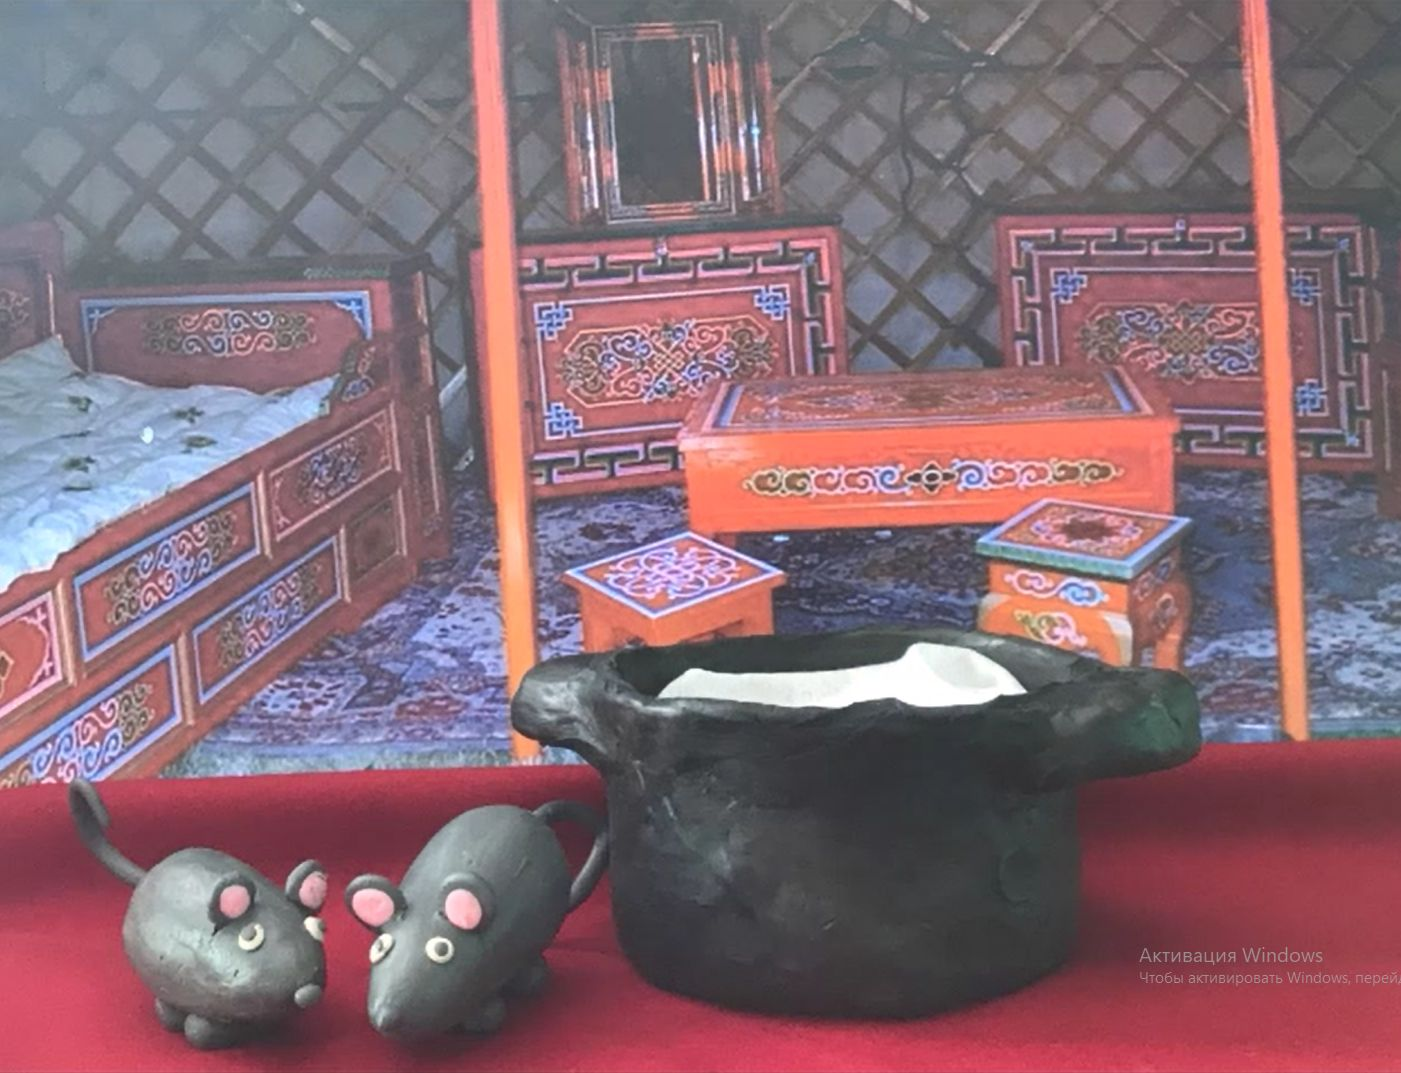 Активация Windows
Чтобы активировать Windows, перей